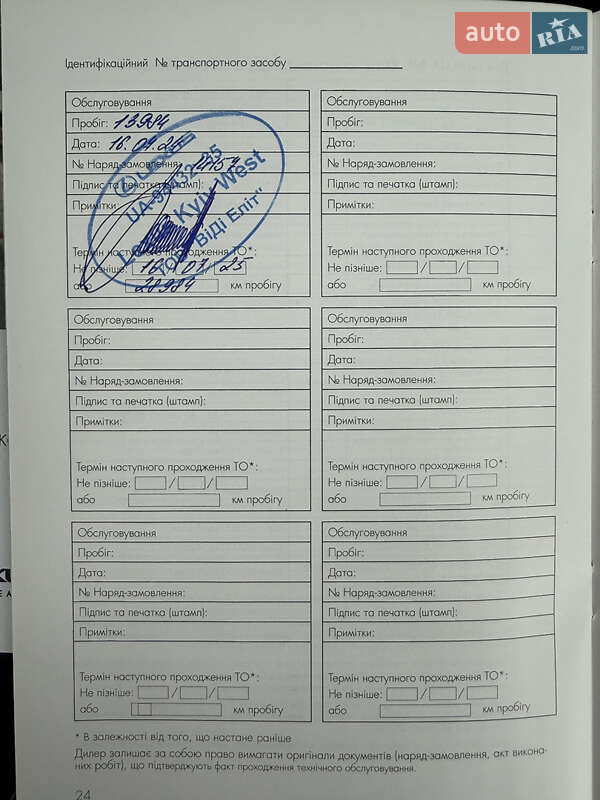 auto RIA.com
Ідентифікаційний № транспортного засобу
Обслуговування
Пробіг: 13984
Дата:
№ Наряд-замовлення:
Підпис та печатка (штамп):
Примітки:
Kyiv West
ТОВ "ВіДі Еліт"
Термін наступного проходження ТО*:
Не пізніше: / /25
або 28984 км пробігу
Обслуговування
Пробіг:
Дата:
№ Наряд-замовлення:
Підпис та печатка (штамп):
Примітки:
Термін наступного проходження ТО*:
Не пізніше: / /
або км пробігу
Обслуговування
Пробіг:
Дата:
№ Наряд-замовлення:
Підпис та печатка (штамп):
Примітки:
Термін наступного проходження ТО*:
Не пізніше: / /
або км пробігу
Обслуговування
Пробіг:
Дата:
№ Наряд-замовлення:
Підпис та печатка (штамп):
Примітки:
Термін наступного проходження ТО*:
Не пізніше: / /
або км пробігу
Обслуговування
Пробіг:
Дата:
№ Наряд-замовлення:
Підпис та печатка (штамп):
Примітки:
Термін наступного проходження ТО*:
Не пізніше: / /
або км пробігу
Обслуговування
Пробіг:
Дата:
№ Наряд-замовлення:
Підпис та печатка (штамп):
Примітки:
Термін наступного проходження ТО*:
Не пізніше: / /
або км пробігу
* В залежності від того, що настане раніше
Дилер залишає за собою право вимагати оригінали документів (наряд-замовлення, акт викона-
них робіт), що підтверджують факт проходження технічного обслуговування.
24